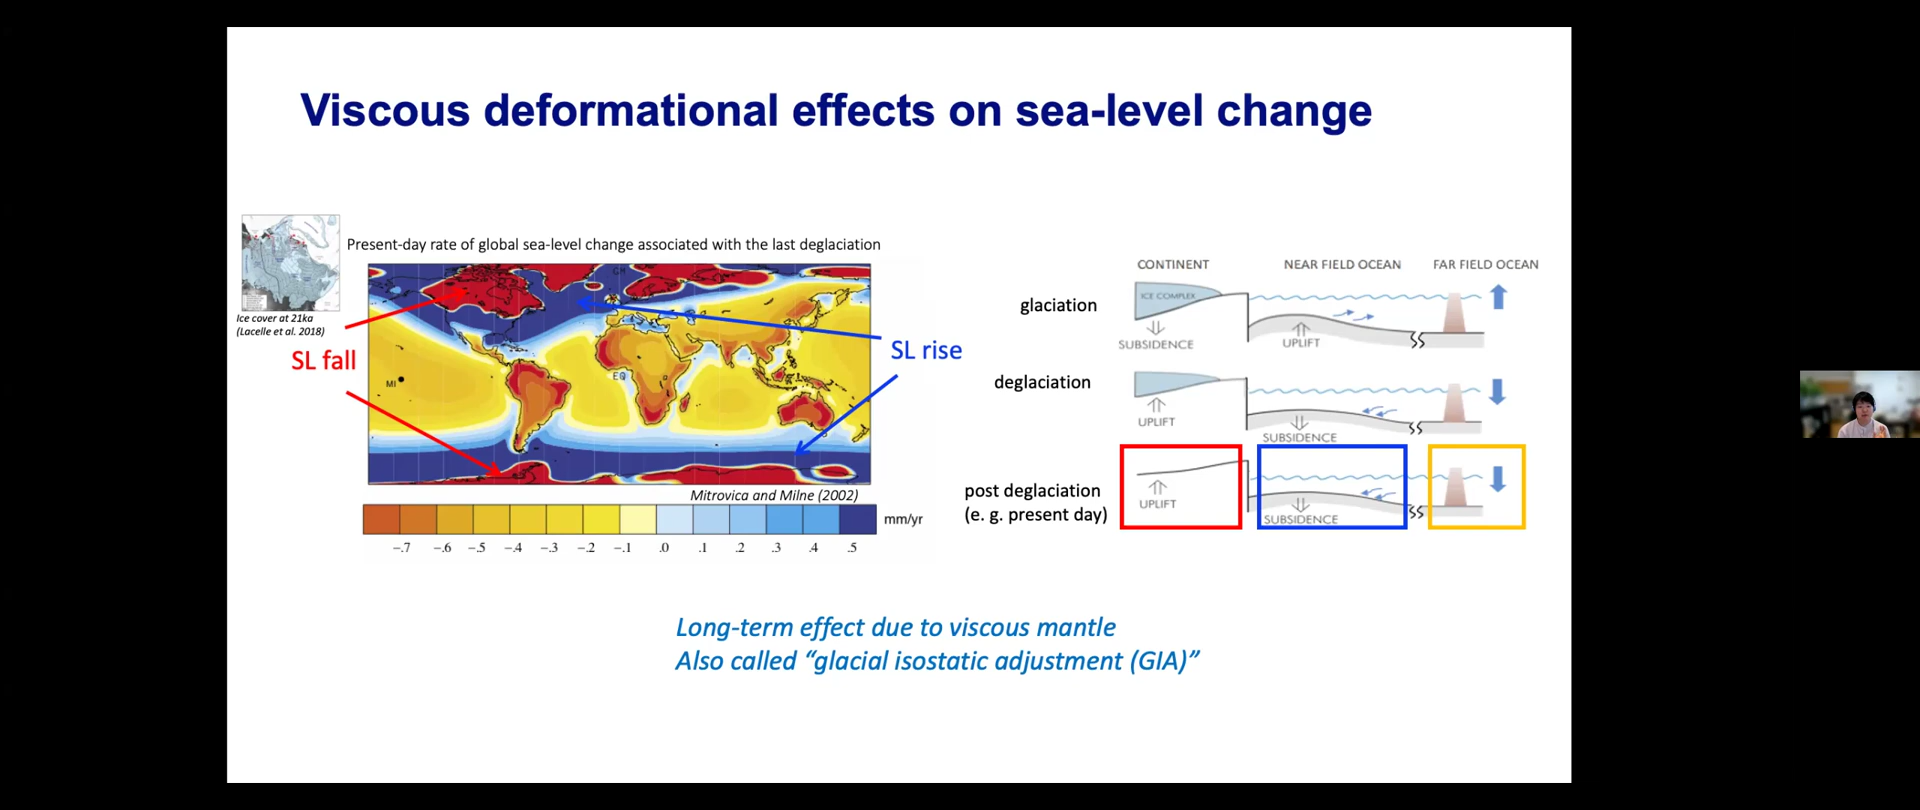 Viscous deformational effects on sea-level change
Present-day rate of global sea-level change associated with the last deglaciation
Ice cover at 21ka
(Lacelle et al. 2018)
SL fall
SL rise
GM
MI
EQ
Mitrovica and Milne (2002)
mm/yr
−.7 −.6 −.5 −.4 −.3 −.2 −.1 .0 .1 .2 .3 .4 .5
CONTINENT NEAR FIELD OCEAN FAR FIELD OCEAN
glaciation
ICE COMPLEX
SUBSIDENCE
UPLIFT
deglaciation
UPLIFT
SUBSIDENCE
post deglaciation
(e. g. present day)
UPLIFT
SUBSIDENCE
Long-term effect due to viscous mantle
Also called “glacial isostatic adjustment (GIA)”